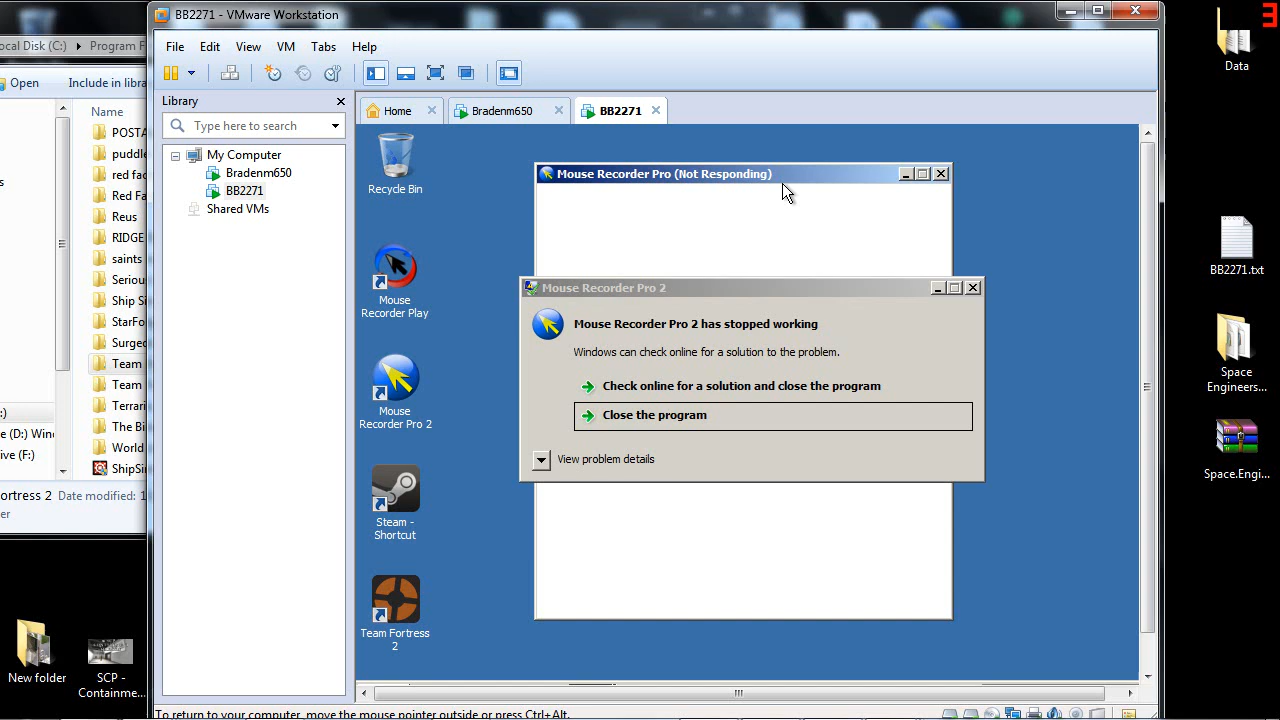 BB2271 - VMware Workstation
File Edit View VM Tabs Help
ocal Disk (C:) Program F
Open Include in libra
Name
POSTA
puddle
red fac
red fa
Reus
RIDGE
saints
Seriou
Ship Si
StarFo
Surgeo
Team
Team
Terrari
The Bi
World
ShipSir
:)
e (D:) Wind
ive (F:)
ortress 2 Date modified: 1
er
New folder
SCP -
Containme...
Library
Type here to search
My Computer
Bradenm650
BB2271
Shared VMs
Home
Bradenm650
BB2271
Recycle Bin
Mouse
Recorder Play
Mouse
Recorder Pro 2
Steam -
Shortcut
Team Fortress
2
Mouse Recorder Pro (Not Responding)
Mouse Recorder Pro 2
Mouse Recorder Pro 2 has stopped working
Windows can check online for a solution to the problem.
Check online for a solution and close the program
Close the program
View problem details
To return to your computer, move the mouse pointer outside or press Ctrl+Alt.
3
Data
BB2271.txt
Space
Engineers...
Space.Engi...